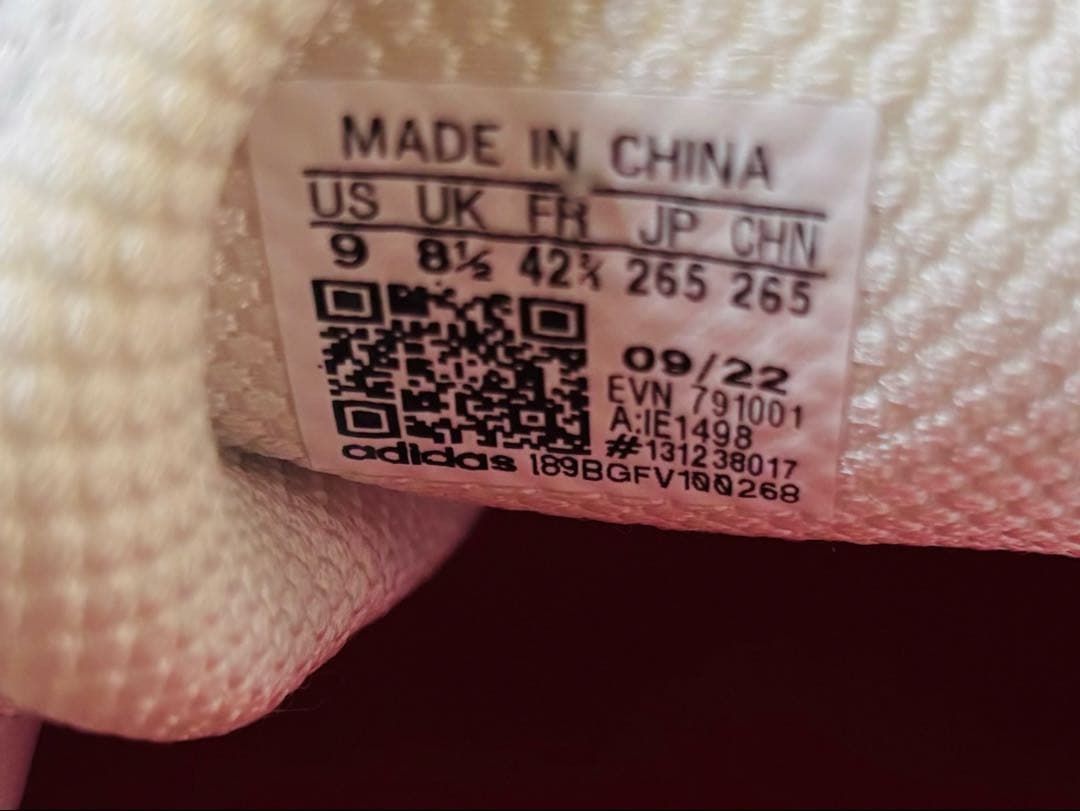 MADE IN CHINA
US UK FR JP CHN
9 8½ 42⅔ 265 265
09/22
EVN 791001
A:IE1498
#131238017
adidas 189BGFV100268